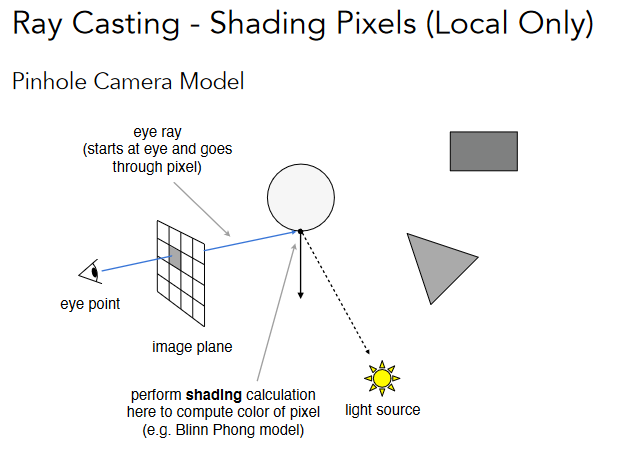 Ray Casting - Shading Pixels (Local Only)
Pinhole Camera Model
eye ray
(starts at eye and goes
through pixel)
eye point
image plane
perform shading calculation
here to compute color of pixel
(e.g. Blinn Phong model)
light source